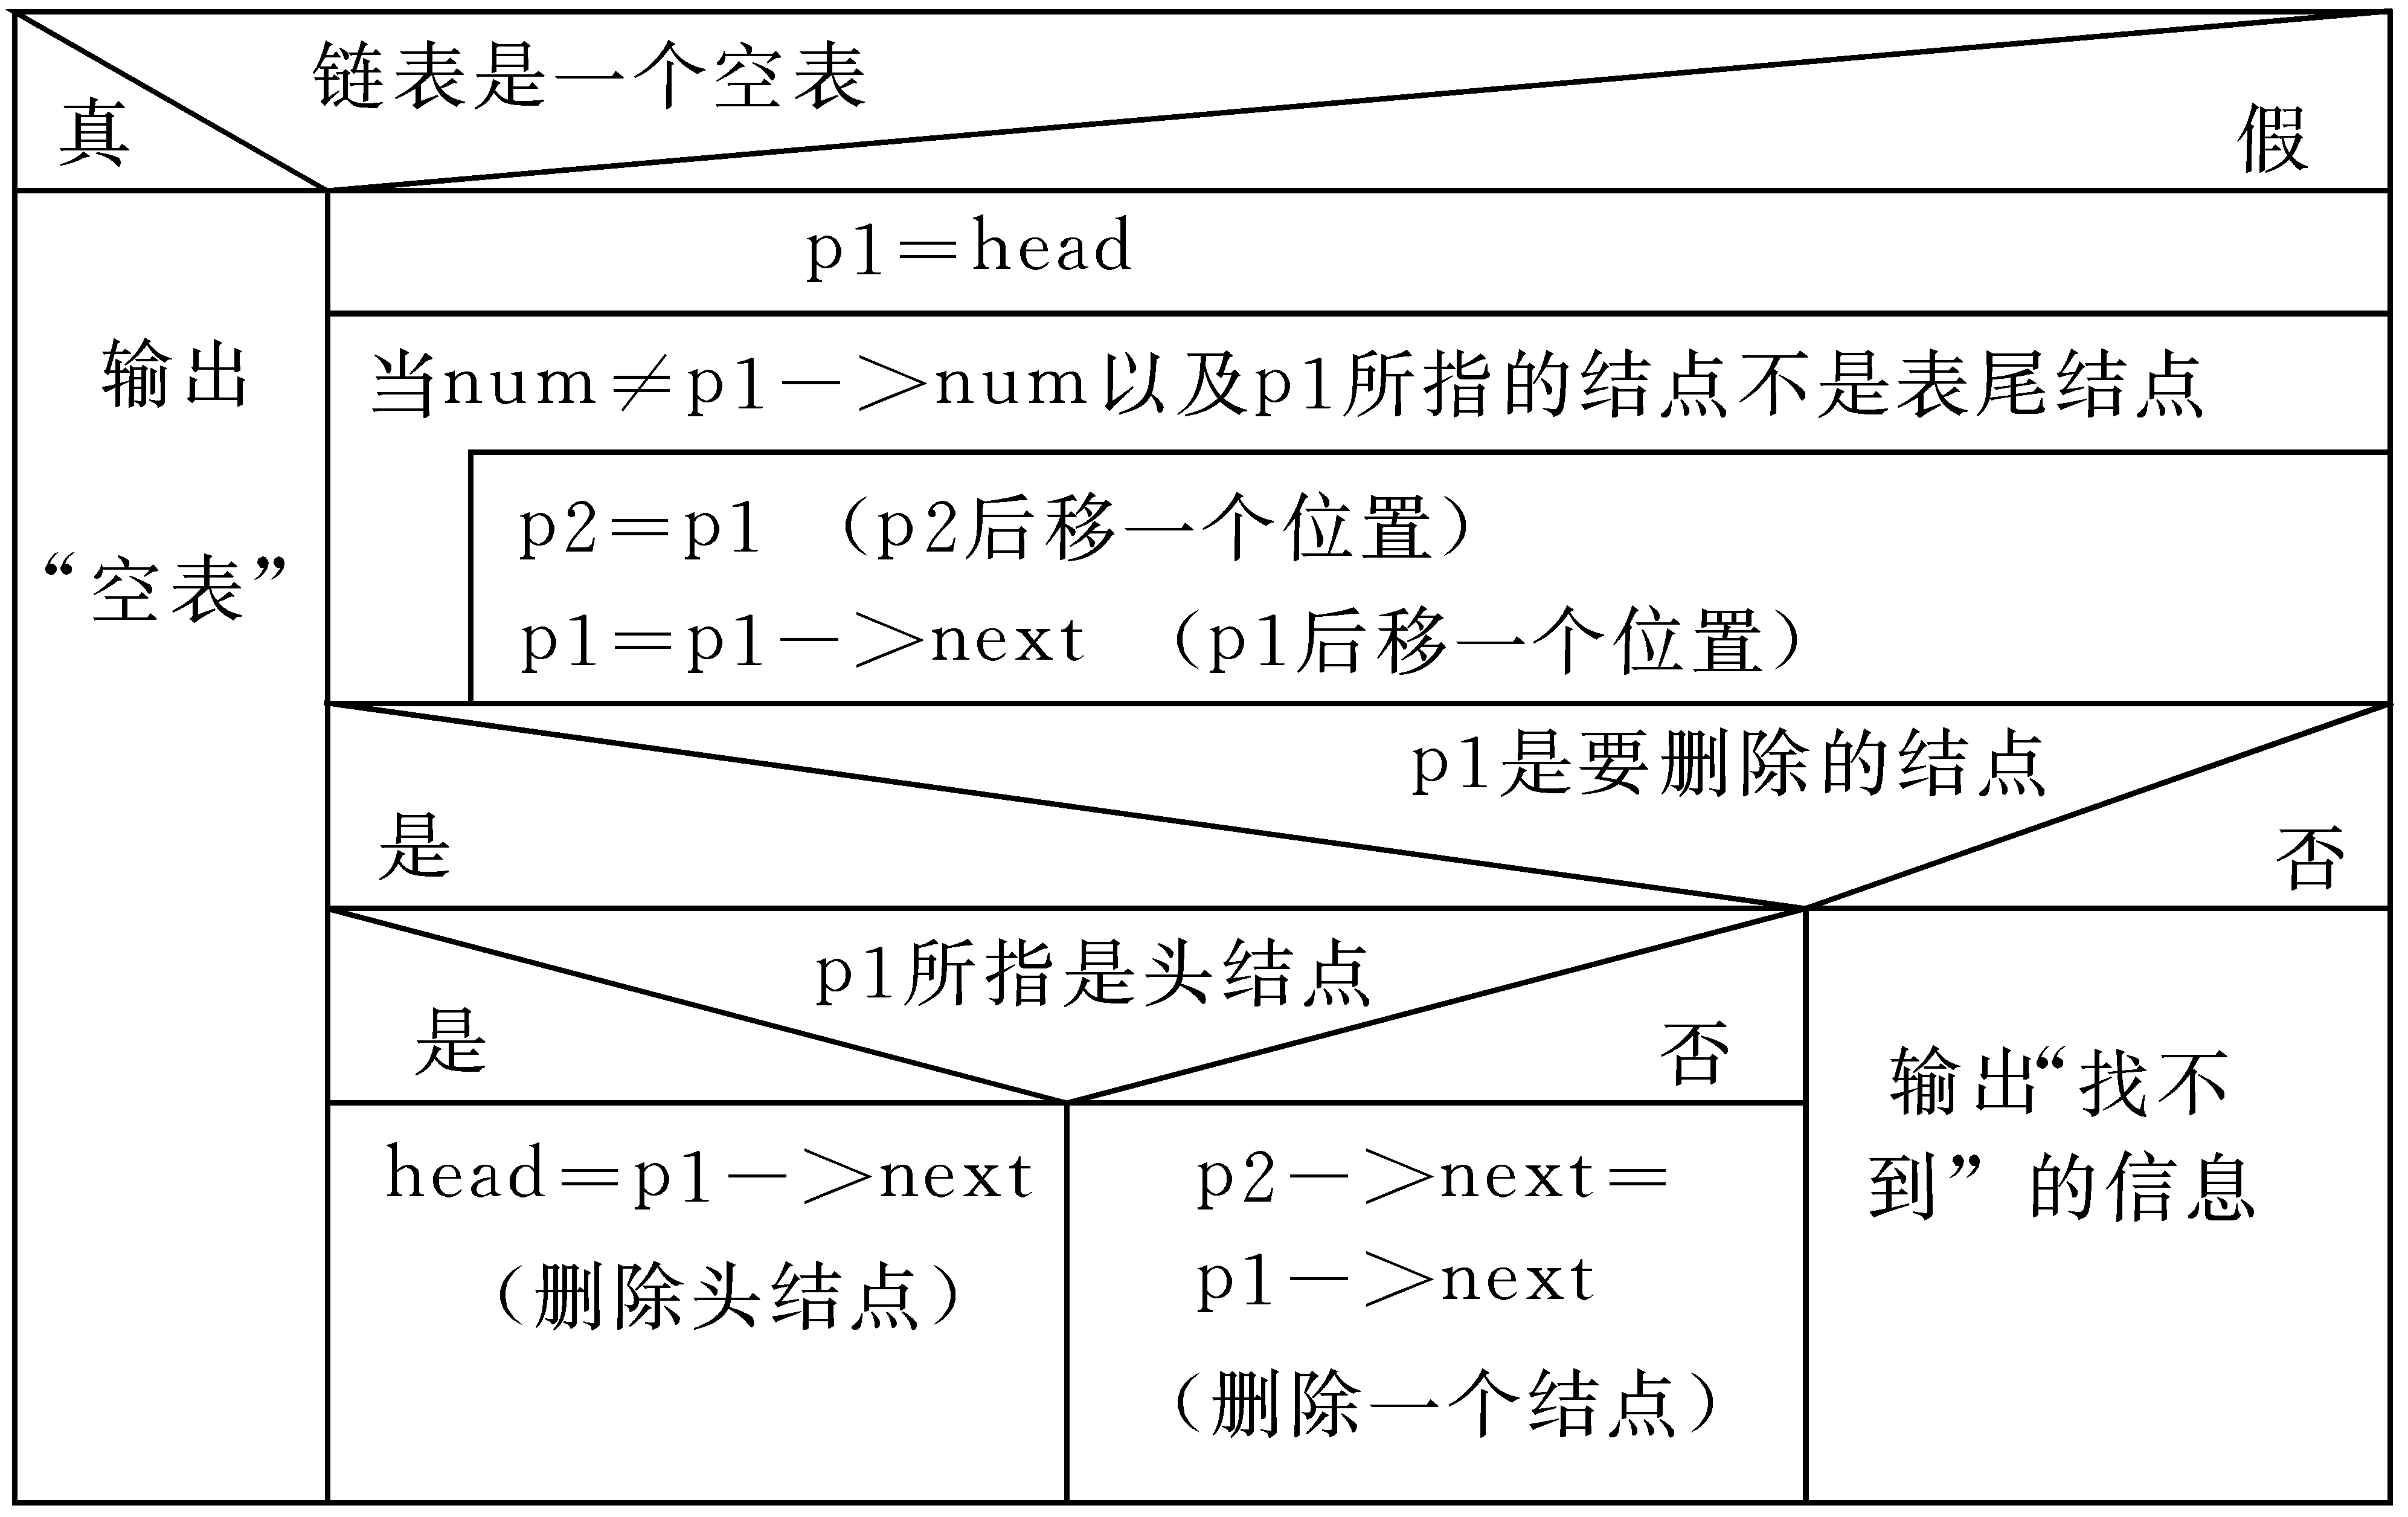 链表是一个空表
真
假
p1=head
输出
“空表”
当num≠p1->num以及p1所指的结点不是表尾结点
p2=p1 (p2后移一个位置)
p1=p1->next (p1后移一个位置)
p1是要删除的结点
是
否
p1所指是头结点
是
否
head=p1->next
(删除头结点)
p2->next=
p1->next
(删除一个结点)
输出“找不
到”的信息